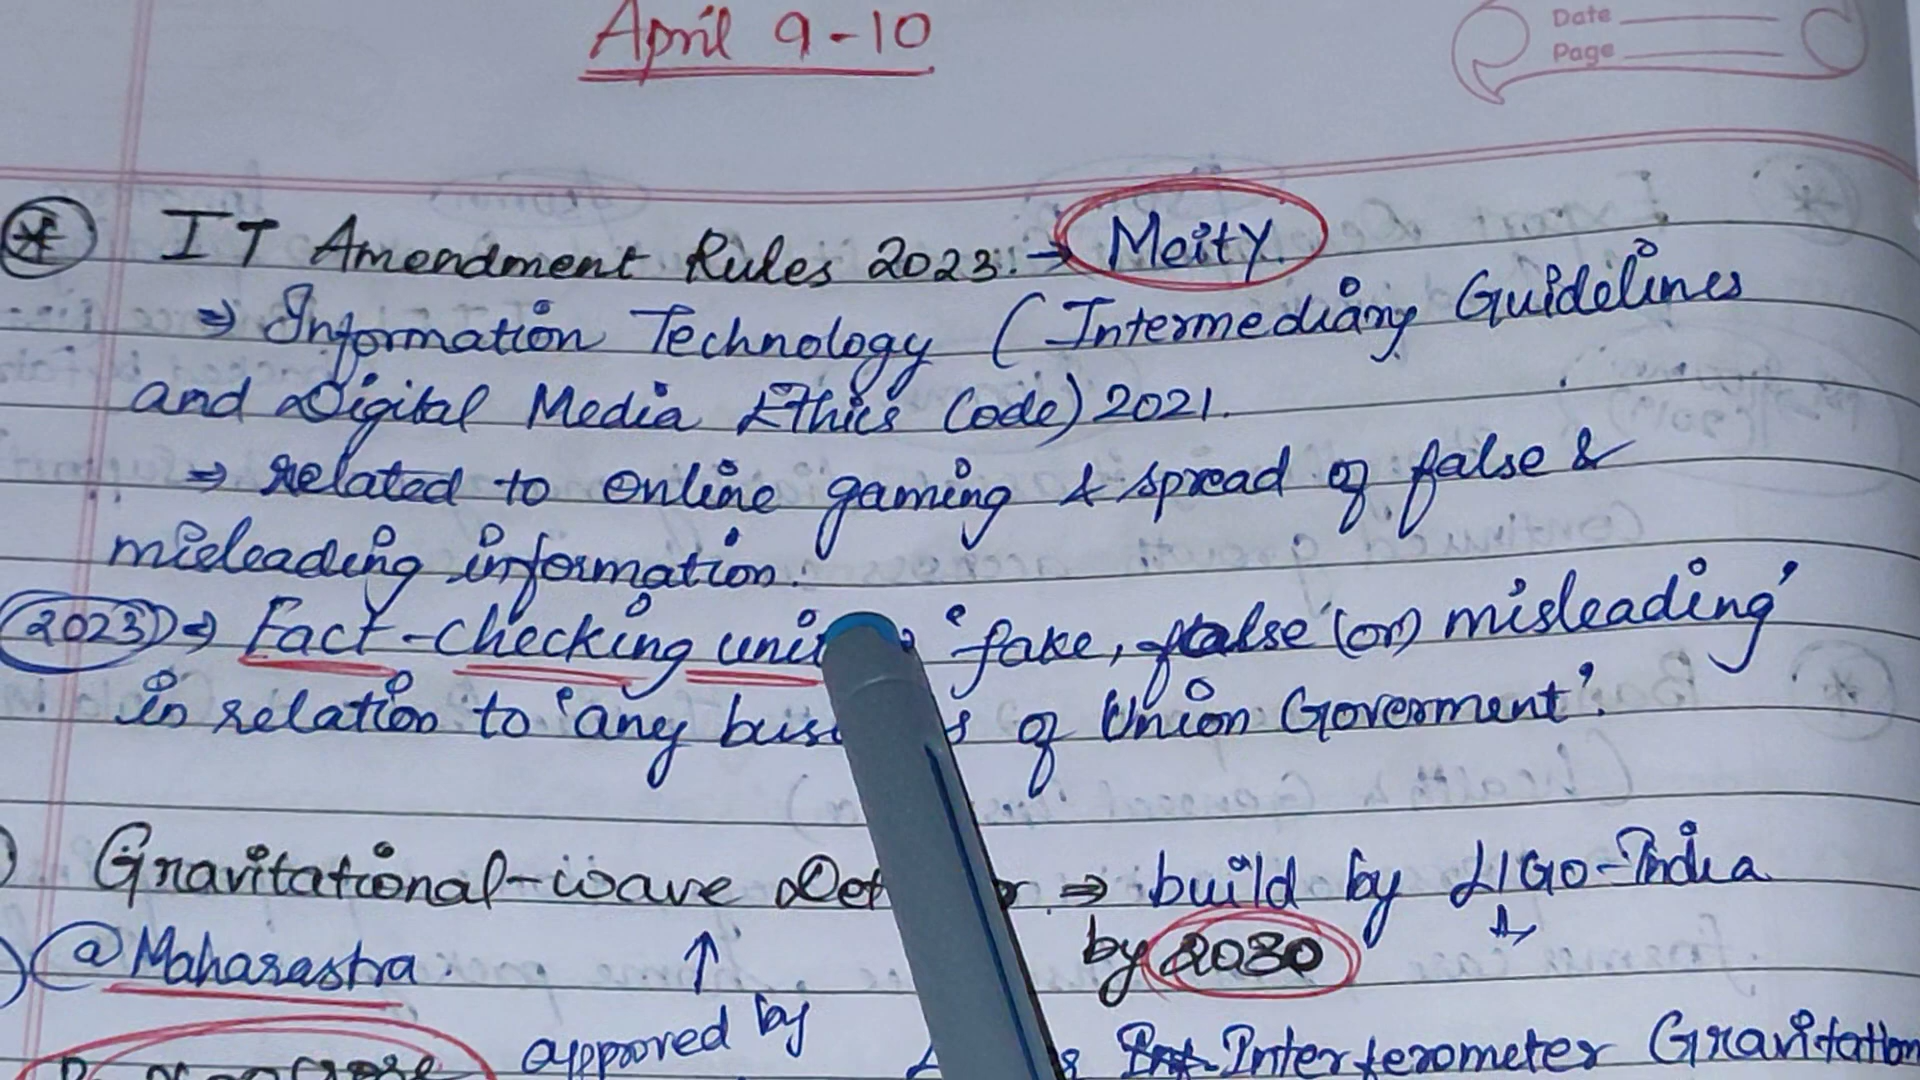 April 9-10
Date
Page
IT Amendment Rules 2023:→ Meity
⇒ Information Technology (Intermediary Guidelines
and Digital Media Ethics Code) 2021.
⇒ related to online gaming & spread of false &
misleading information.
2023 ⇒ Fact-checking unit 'fake, false (or) misleading'
in relation to 'any of Union Goverment'.
Gravitational-wave ⇒ build by LIGO-India
@Maharastra. ↑ by 2030
approved by
Interferometer Gravitation